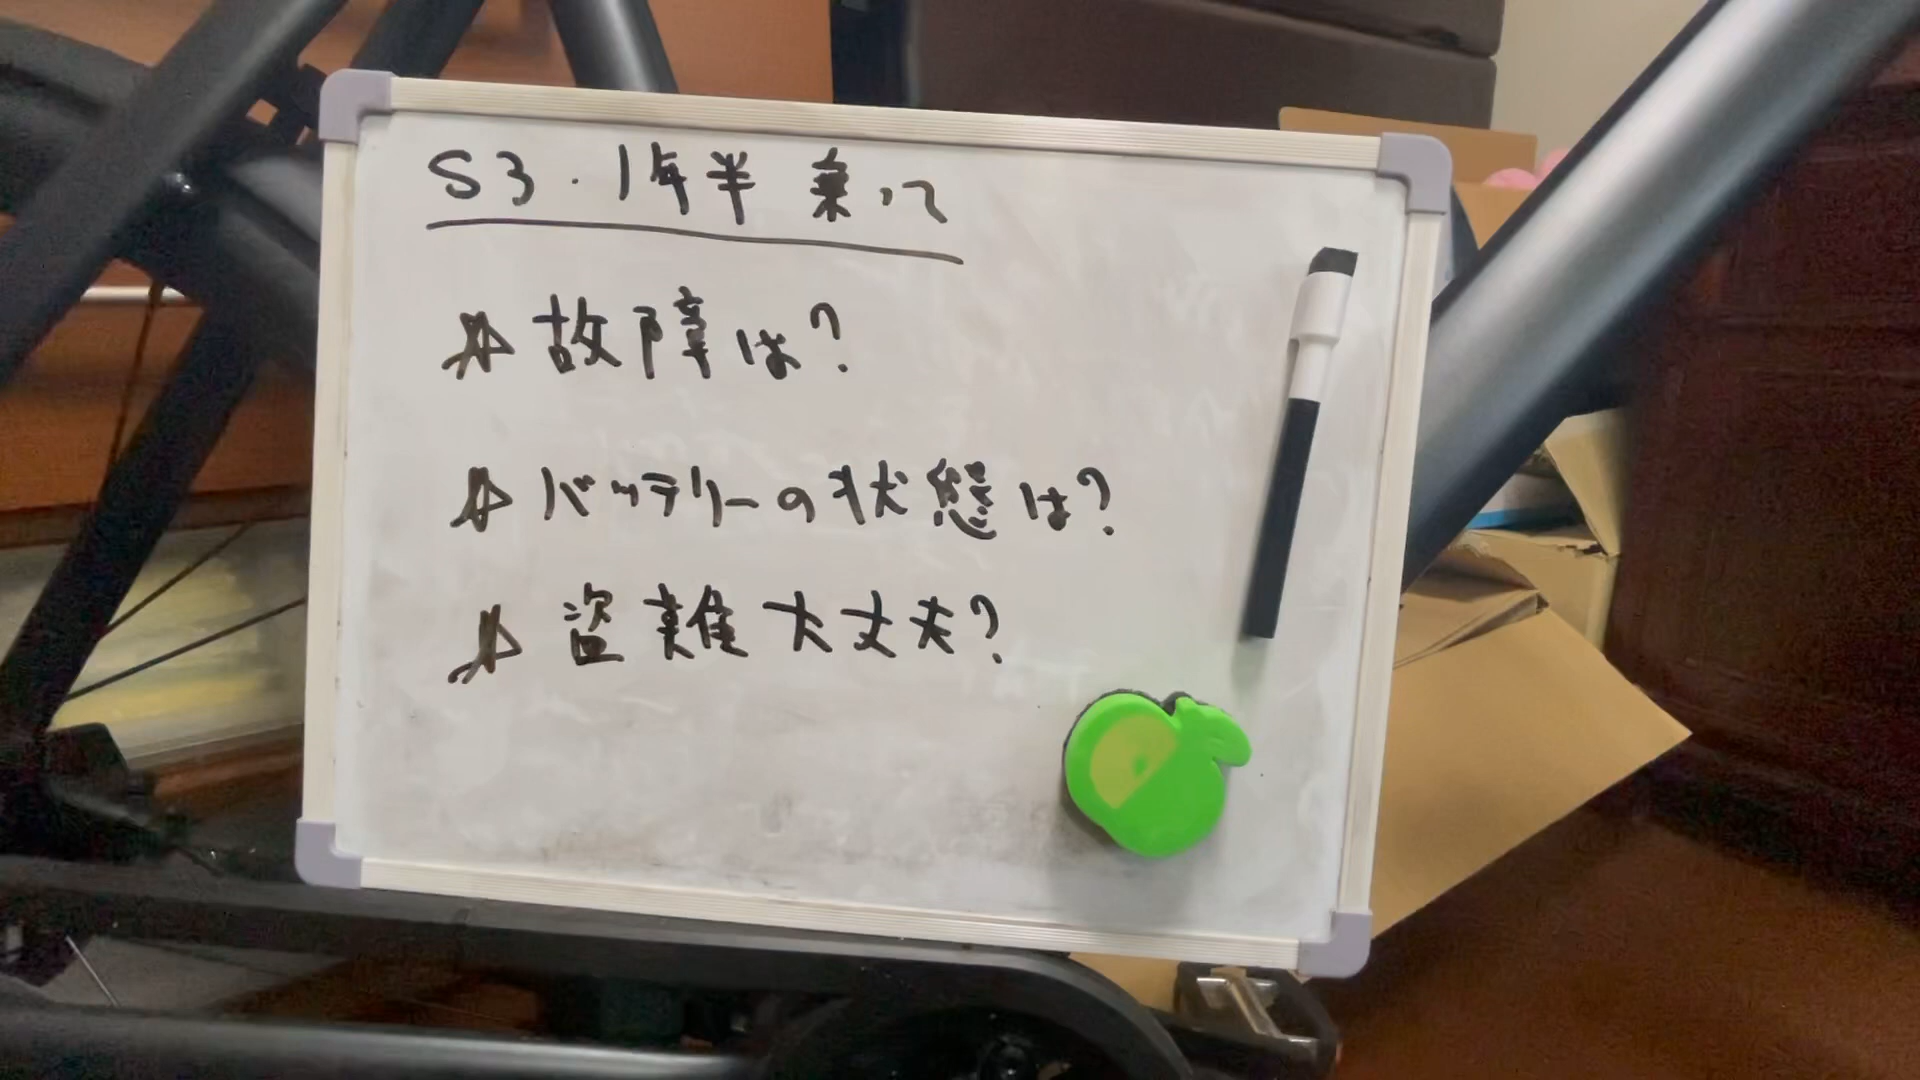 S3.1年半 乗って
☆ 故障は?
☆ バッテリーの状態は?
☆ 盗難大丈夫?